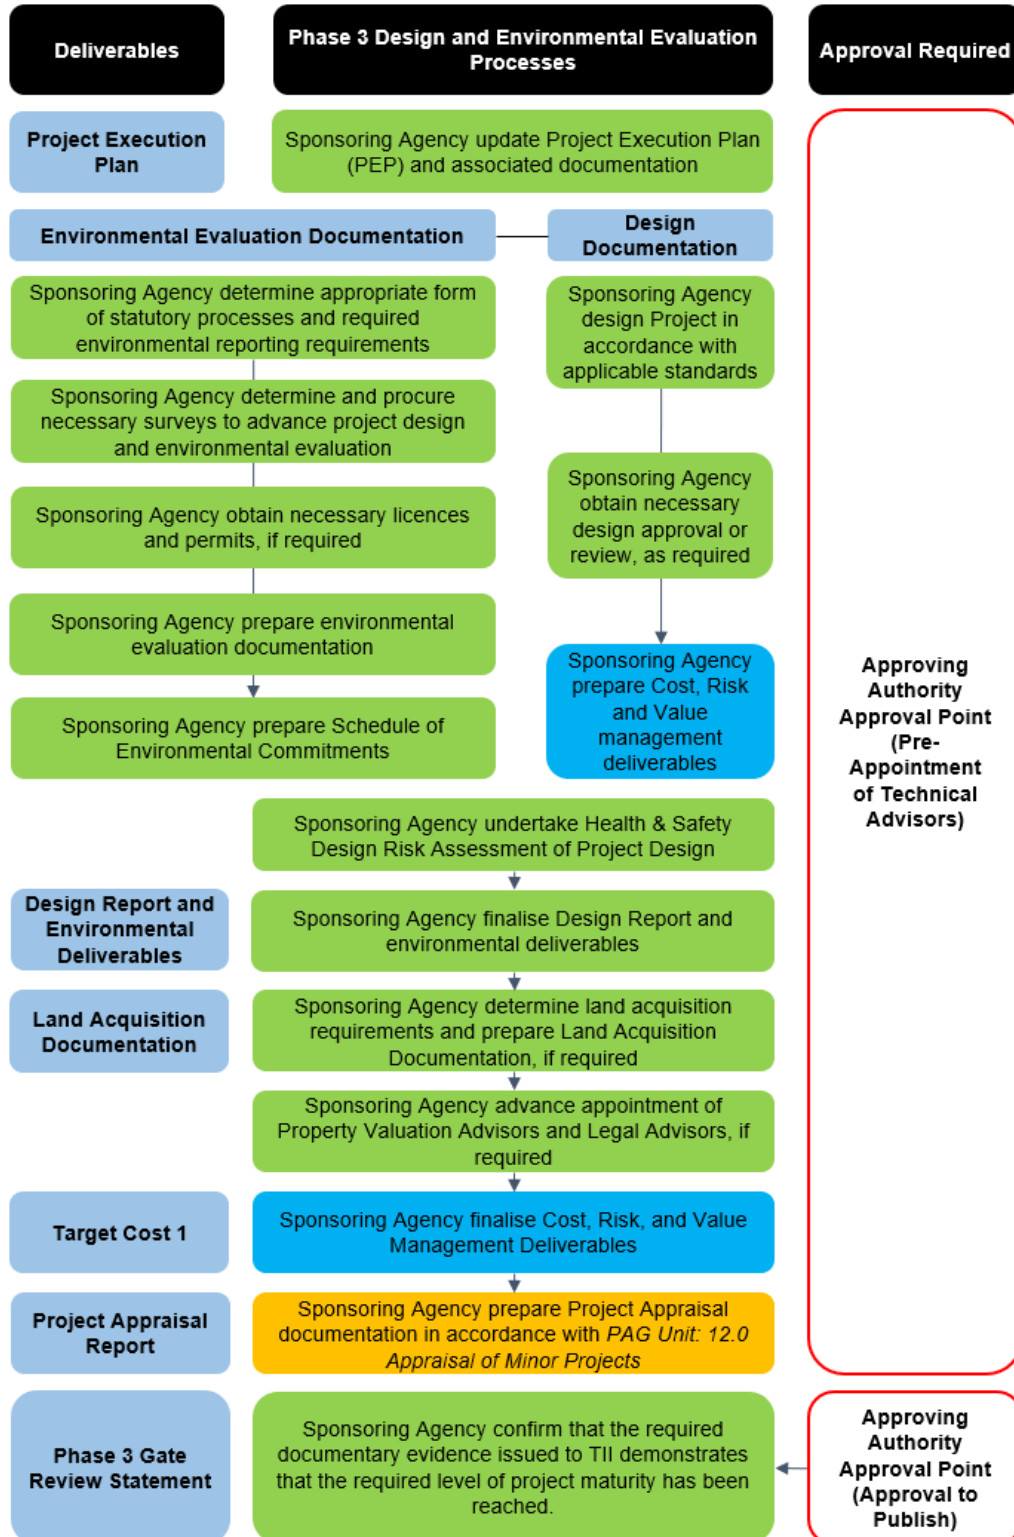 Deliverables
Phase 3 Design and Environmental Evaluation
Processes
Approval Required
Project Execution
Plan
Sponsoring Agency update Project Execution Plan
(PEP) and associated documentation
Environmental Evaluation Documentation
Design
Documentation
Sponsoring Agency determine appropriate form
of statutory processes and required
environmental reporting requirements
Sponsoring Agency
design Project in
accordance with
applicable standards
Sponsoring Agency determine and procure
necessary surveys to advance project design
and environmental evaluation
Sponsoring Agency
obtain necessary
design approval or
review, as required
Sponsoring Agency obtain necessary licences
and permits, if required
Sponsoring Agency prepare environmental
evaluation documentation
Sponsoring Agency
prepare Cost, Risk
and Value
management
deliverables
Sponsoring Agency prepare Schedule of
Environmental Commitments
Approving
Authority
Approval Point
(Pre-
Appointment
of Technical
Advisors)
Sponsoring Agency undertake Health & Safety
Design Risk Assessment of Project Design
Design Report and
Environmental
Deliverables
Sponsoring Agency finalise Design Report and
environmental deliverables
Land Acquisition
Documentation
Sponsoring Agency determine land acquisition
requirements and prepare Land Acquisition
Documentation, if required
Sponsoring Agency advance appointment of
Property Valuation Advisors and Legal Advisors, if
required
Target Cost 1
Sponsoring Agency finalise Cost, Risk, and Value
Management Deliverables
Project Appraisal
Report
Sponsoring Agency prepare Project Appraisal
documentation in accordance with PAG Unit: 12.0
Appraisal of Minor Projects
Phase 3 Gate
Review Statement
Sponsoring Agency confirm that the required
documentary evidence issued to TII demonstrates
that the required level of project maturity has been
reached.
Approving
Authority
Approval Point
(Approval to
Publish)